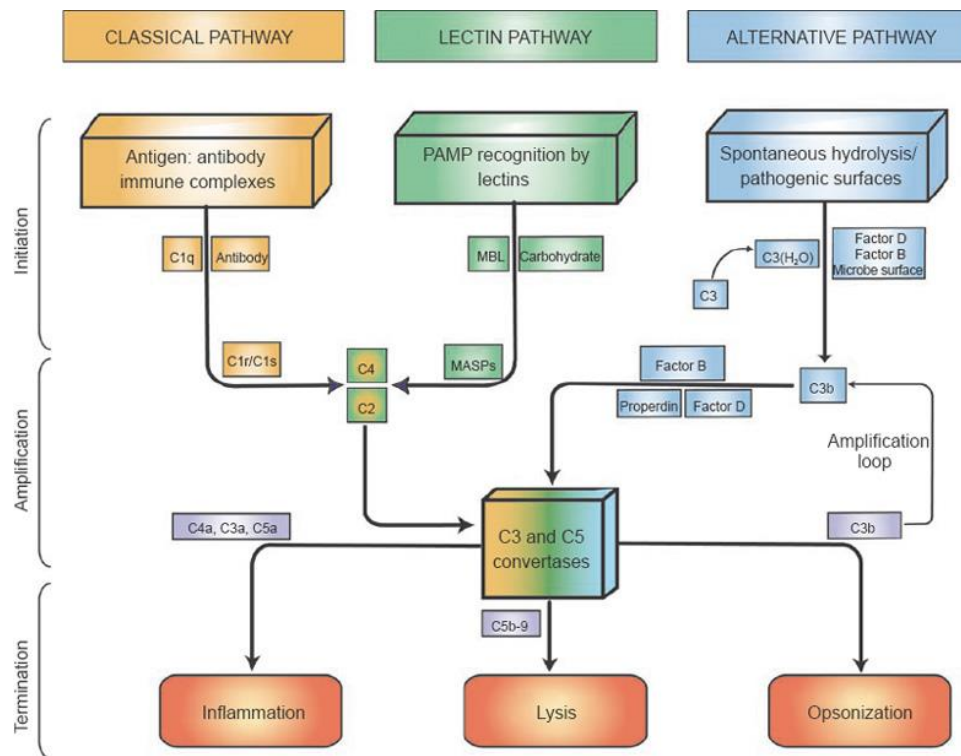 CLASSICAL PATHWAY
LECTIN PATHWAY
ALTERNATIVE PATHWAY
Initiation
Antigen: antibody
immune complexes
PAMP recognition by
lectins
Spontaneous hydrolysis/
pathogenic surfaces
C1q
Antibody
MBL
Carbohydrate
C3(H₂O)
Factor D
Factor B
Microbe surface
C3
Amplification
C1r/C1s
C4
C2
MASPs
Factor B
Properdin
Factor D
C3b
Amplification
loop
C4a, C3a, C5a
C3 and C5
convertases
C3b
Termination
C5b-9
Inflammation
Lysis
Opsonization